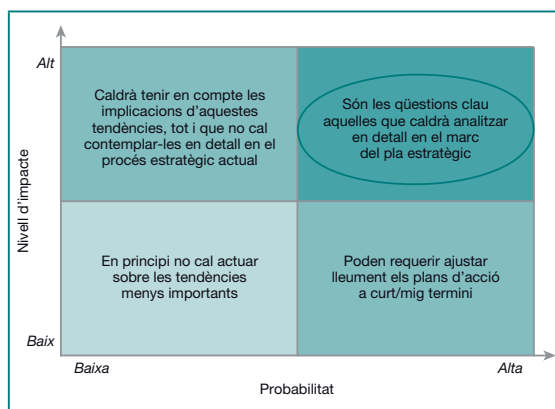 Alt
Caldrà tenir en compte les
implicacions d'aquestes
tendències, tot i que no cal
contemplar-les en detall en el
procés estratègic actual
Són les qüestions clau
aquelles que caldrà analitzar
en detall en el marc
del pla estratègic
Nivell d'impacte
En principi no cal actuar
sobre les tendències
menys importants
Poden requerir ajustar
lleument els plans d'acció
a curt/mig termini
Baix
Baixa
Alta
Probabilitat